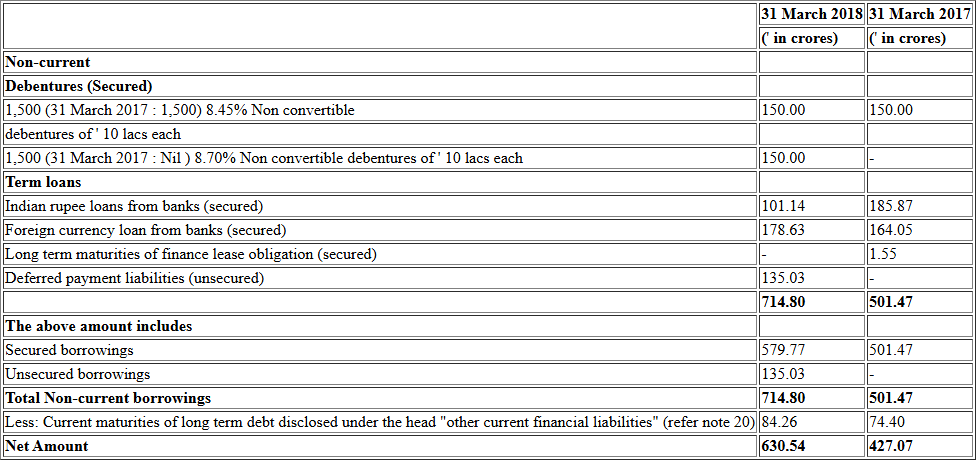 31 March 2018 31 March 2017
(' in crores) (' in crores)
Non-current
Debentures (Secured)
1,500 (31 March 2017 : 1,500) 8.45% Non convertible 150.00 150.00
debentures of ' 10 lacs each
1,500 (31 March 2017 : Nil ) 8.70% Non convertible debentures of ' 10 lacs each 150.00 -
Term loans
Indian rupee loans from banks (secured) 101.14 185.87
Foreign currency loan from banks (secured) 178.63 164.05
Long term maturities of finance lease obligation (secured) - 1.55
Deferred payment liabilities (unsecured) 135.03 -
714.80 501.47
The above amount includes
Secured borrowings 579.77 501.47
Unsecured borrowings 135.03 -
Total Non-current borrowings 714.80 501.47
Less: Current maturities of long term debt disclosed under the head "other current financial liabilities" (refer note 20) 84.26 74.40
Net Amount 630.54 427.07